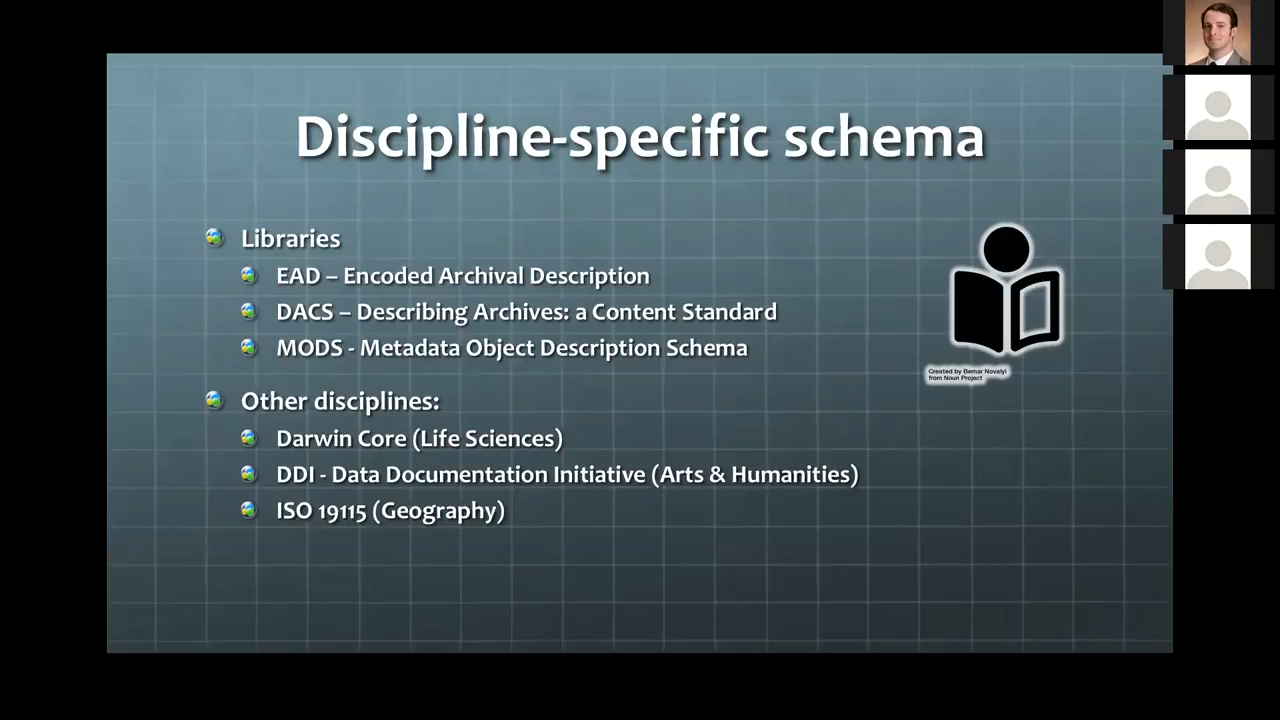 Discipline-specific schema
Libraries
EAD – Encoded Archival Description
DACS – Describing Archives: a Content Standard
MODS - Metadata Object Description Schema
Created by Bemar Novalyi
from Noun Project
Other disciplines:
Darwin Core (Life Sciences)
DDI - Data Documentation Initiative (Arts & Humanities)
ISO 19115 (Geography)